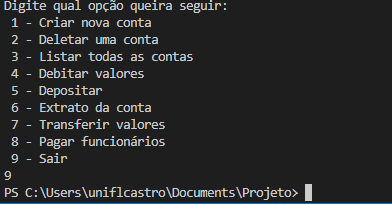 Digite qual opção queira seguir:
1 - Criar nova conta
2 - Deletar uma conta
3 - Listar todas as contas
4 - Debitar valores
5 - Depositar
6 - Extrato da conta
7 - Transferir valores
8 - Pagar funcionários
9 - Sair
9
PS C:\Users\uniflcastro\Documents\Projeto>